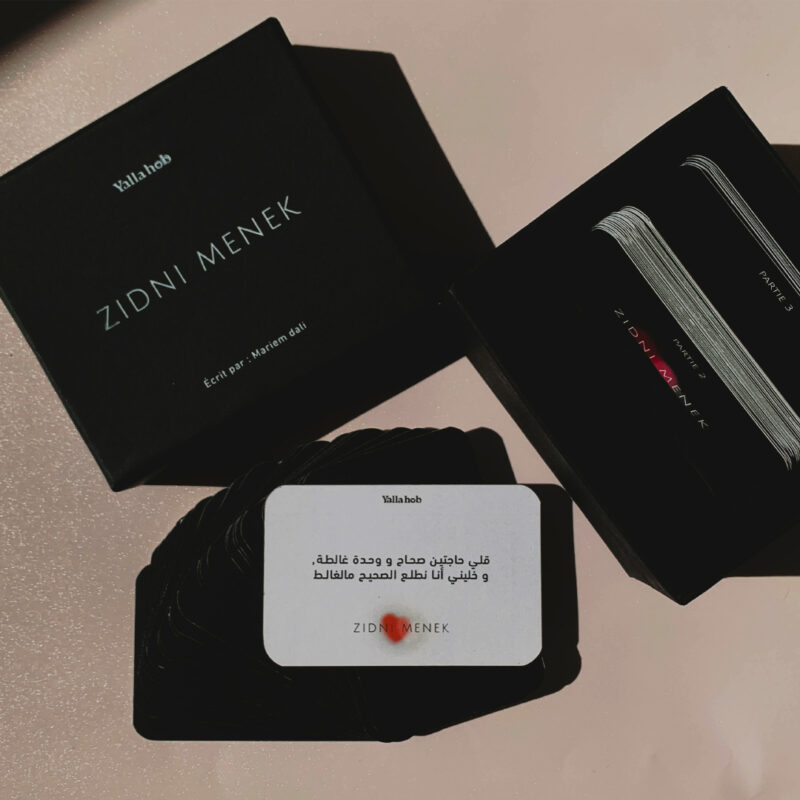 Yalla hob
ZIDNI MENEK
Écrit par : Mariem dali
PARTIE 3
PARTIE 2
ZIDNI MENEK
Yalla hob
قلي حاجتين صحاح و وحدة غالطة,
و خليني أنا نطلع الصحيح مالغالط
ZIDNI MENEK